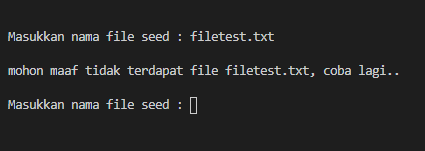 Masukkan nama file seed : filetest.txt
mohon maaf tidak terdapat file filetest.txt, coba lagi..
Masukkan nama file seed :